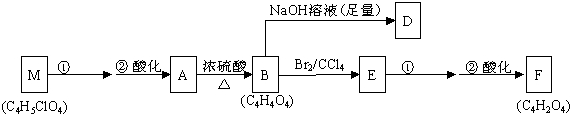 NaOH溶液(足量)
D
M ① ② 酸化 A 浓硫酸 △ B Br₂/CCl₄ E ① ② 酸化 F
(C₄H₅ClO₄) (C₄H₄O₄) (C₄H₂O₄)